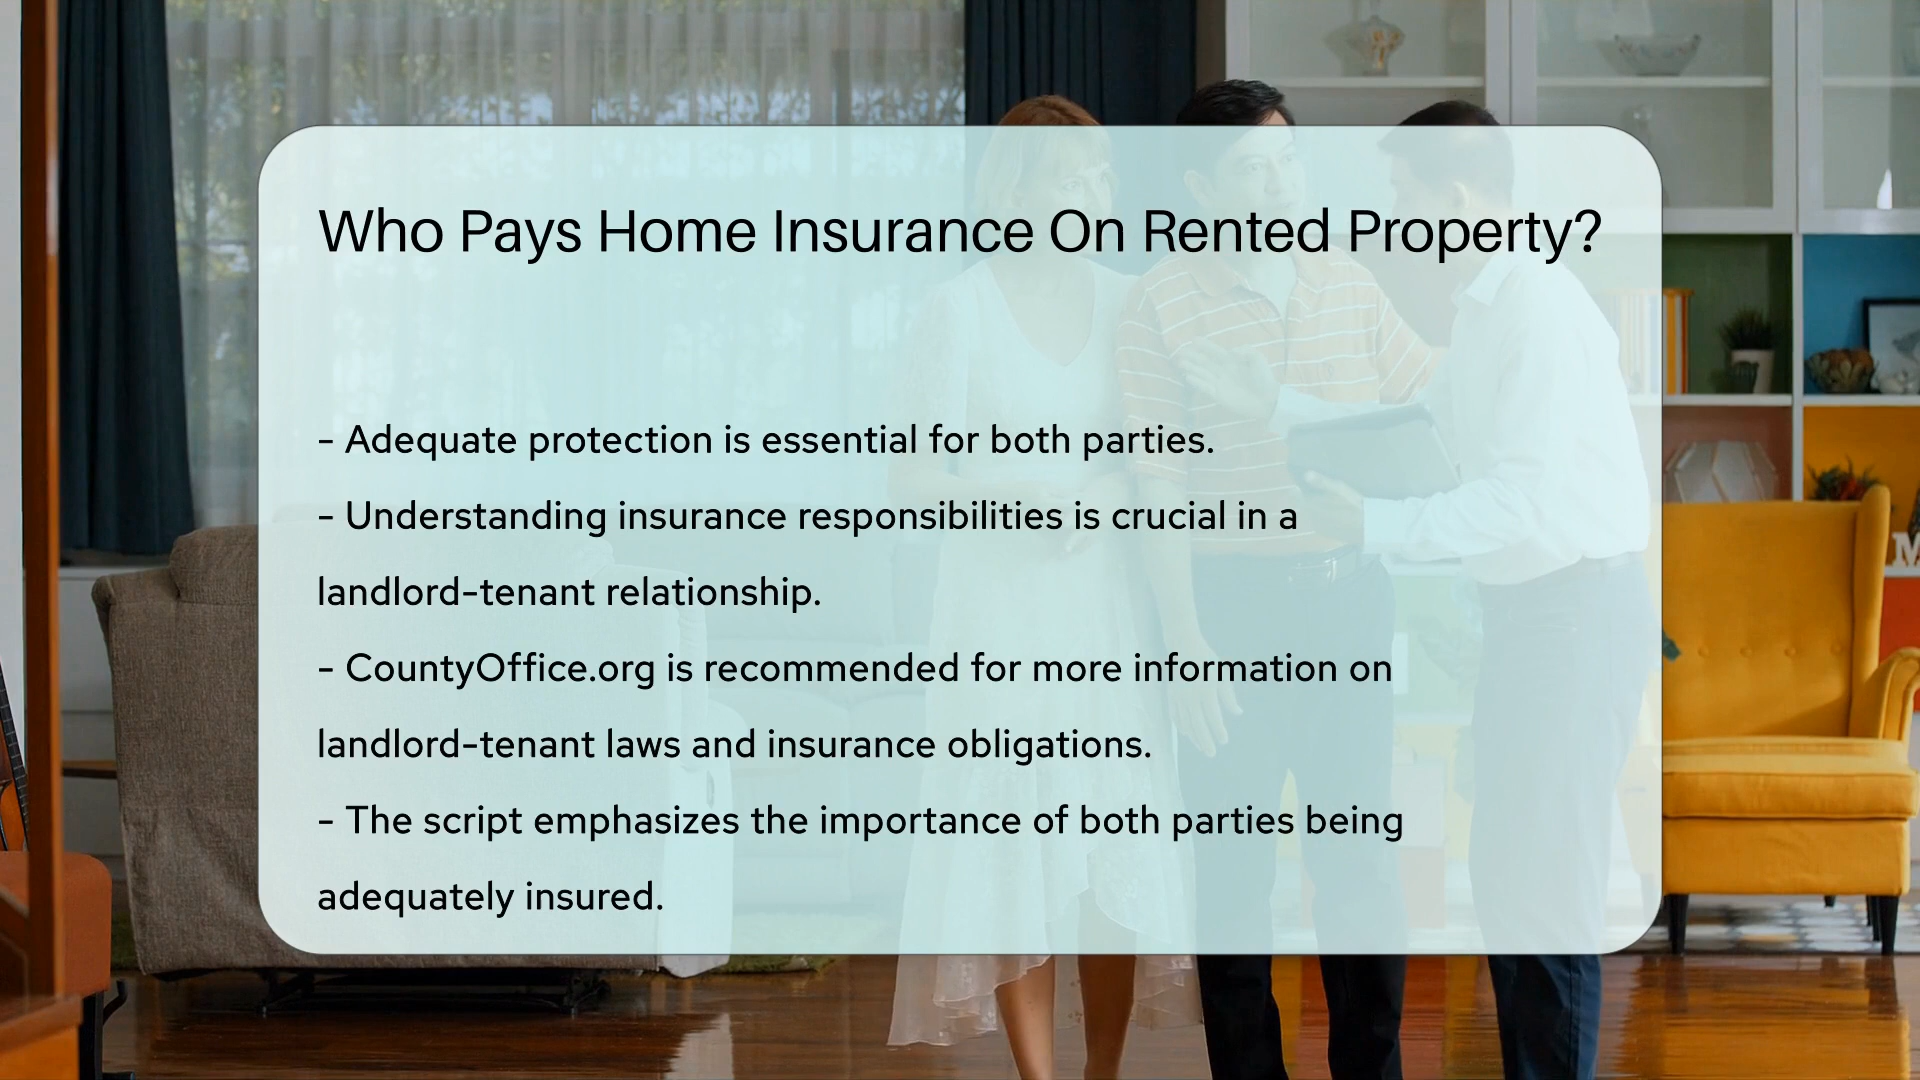 Who Pays Home Insurance On Rented Property?
- Adequate protection is essential for both parties.
- Understanding insurance responsibilities is crucial in a
landlord-tenant relationship.
- CountyOffice.org is recommended for more information on
landlord-tenant laws and insurance obligations.
- The script emphasizes the importance of both parties being
adequately insured.
M